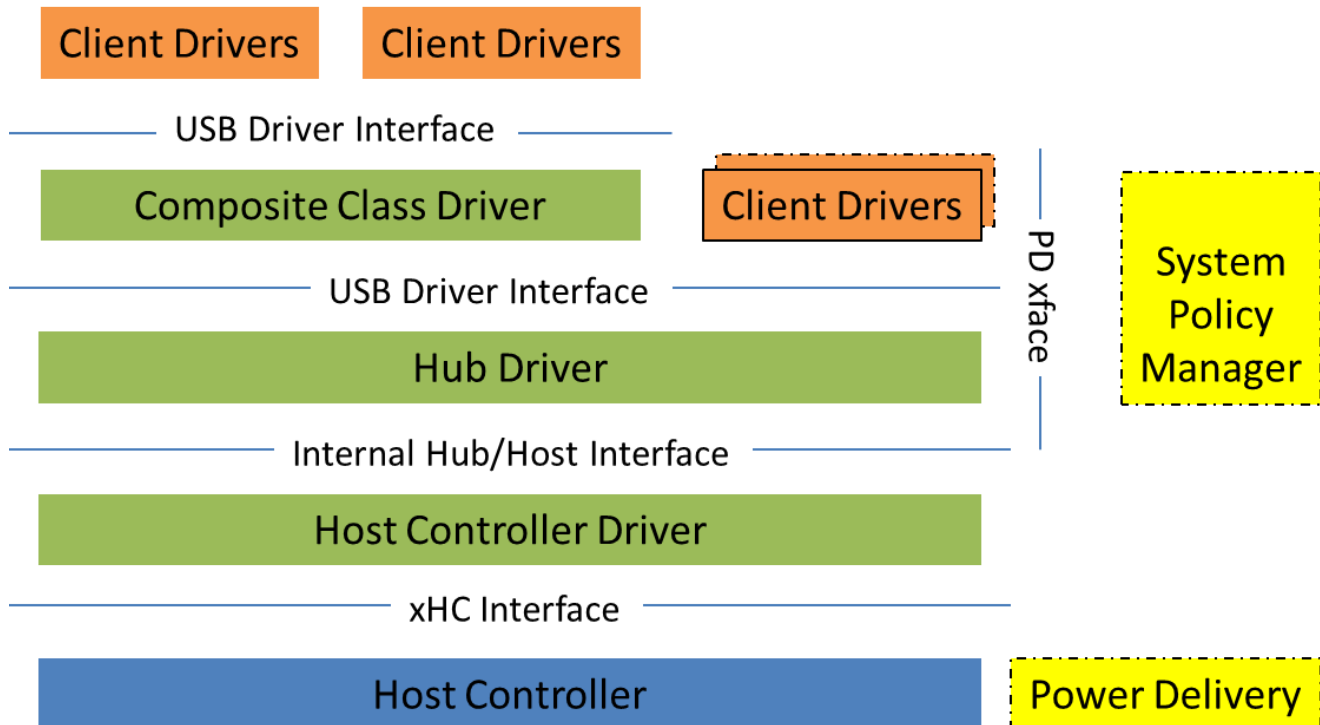 Client Drivers
Client Drivers
USB Driver Interface
Composite Class Driver
Client Drivers
USB Driver Interface
Hub Driver
Internal Hub/Host Interface
Host Controller Driver
xHC Interface
Host Controller
PD xface
System
Policy
Manager
Power Delivery